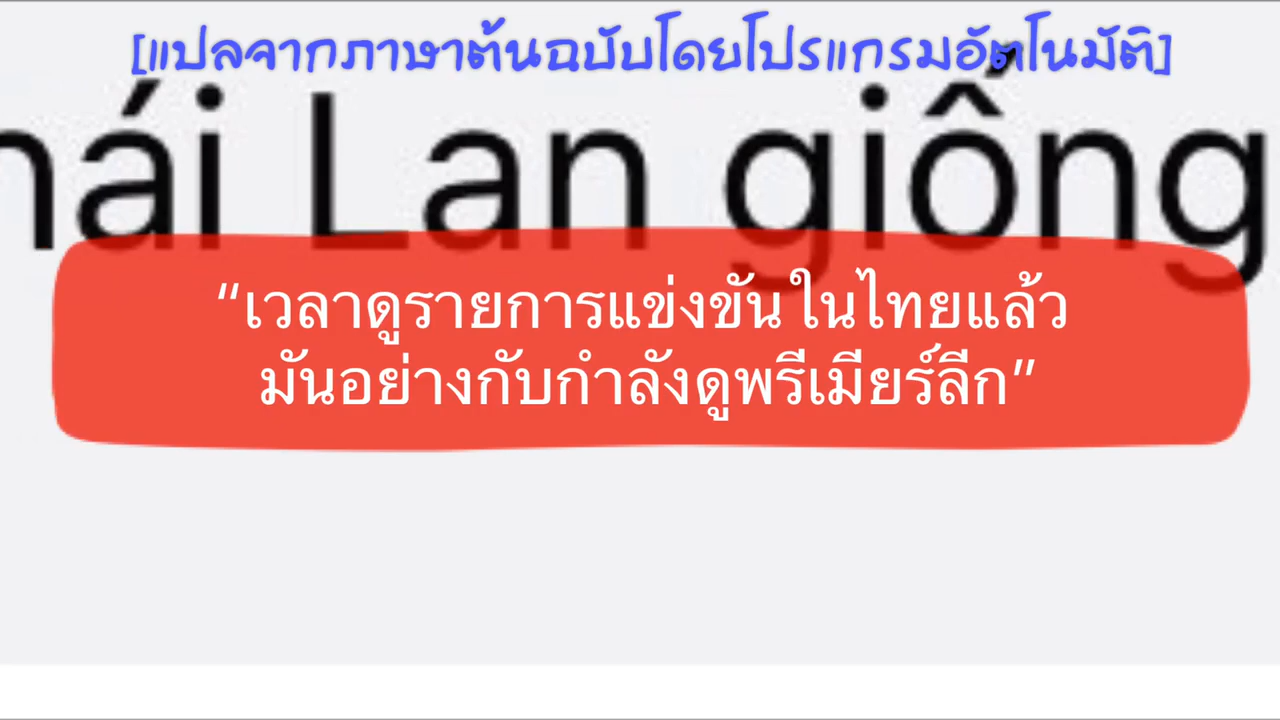 [แปลจากภาษาต้นฉบับโดยโปรแกรมอัตโนมัติ]
Lan giống
“เวลาดูรายการแข่งขันในไทยแล้ว
มันอย่างกับกำลังดูพรีเมียร์ลีก”